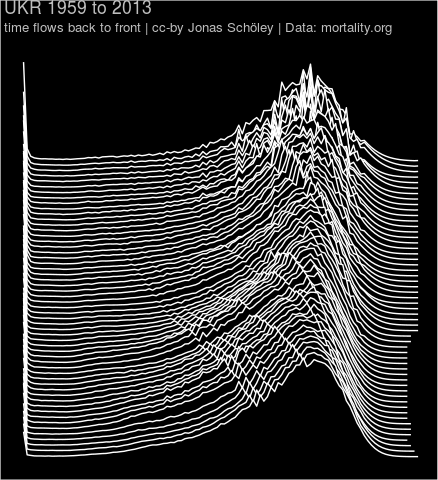 UKR 1959 to 2013
time flows back to front | cc-by Jonas Schöley | Data: mortality.org